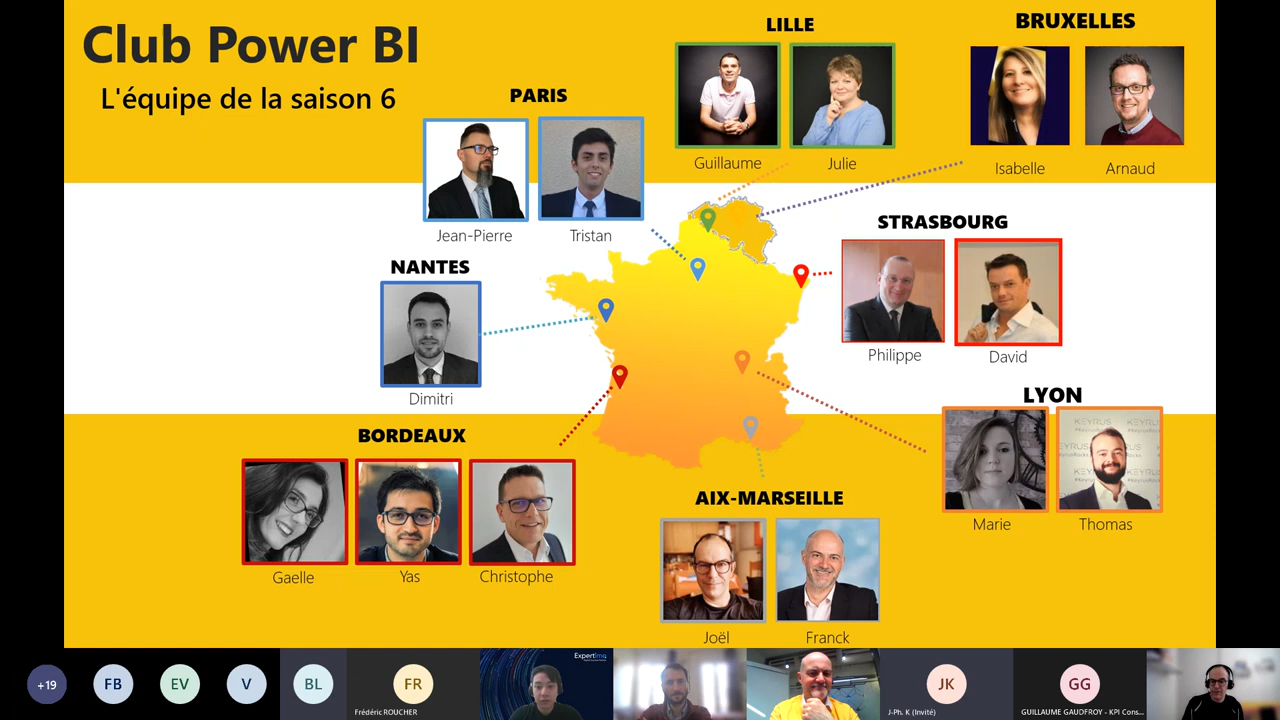 Club Power BI
L'équipe de la saison 6
PARIS
Jean-Pierre
Tristan
LILLE
Guillaume
Julie
BRUXELLES
Isabelle
Arnaud
NANTES
Dimitri
STRASBOURG
Philippe
David
BORDEAUX
Gaelle
Yas
Christophe
LYON
KEYRUS
Marie
Thomas
AIX-MARSEILLE
Joël
Franck
+19
FB
EV
V
BL
FR
Frédéric ROUCHER
Expertime
JK
J-Ph. K (Invité)
GG
GUILLAUME GAUDFROY - KPI Cons...